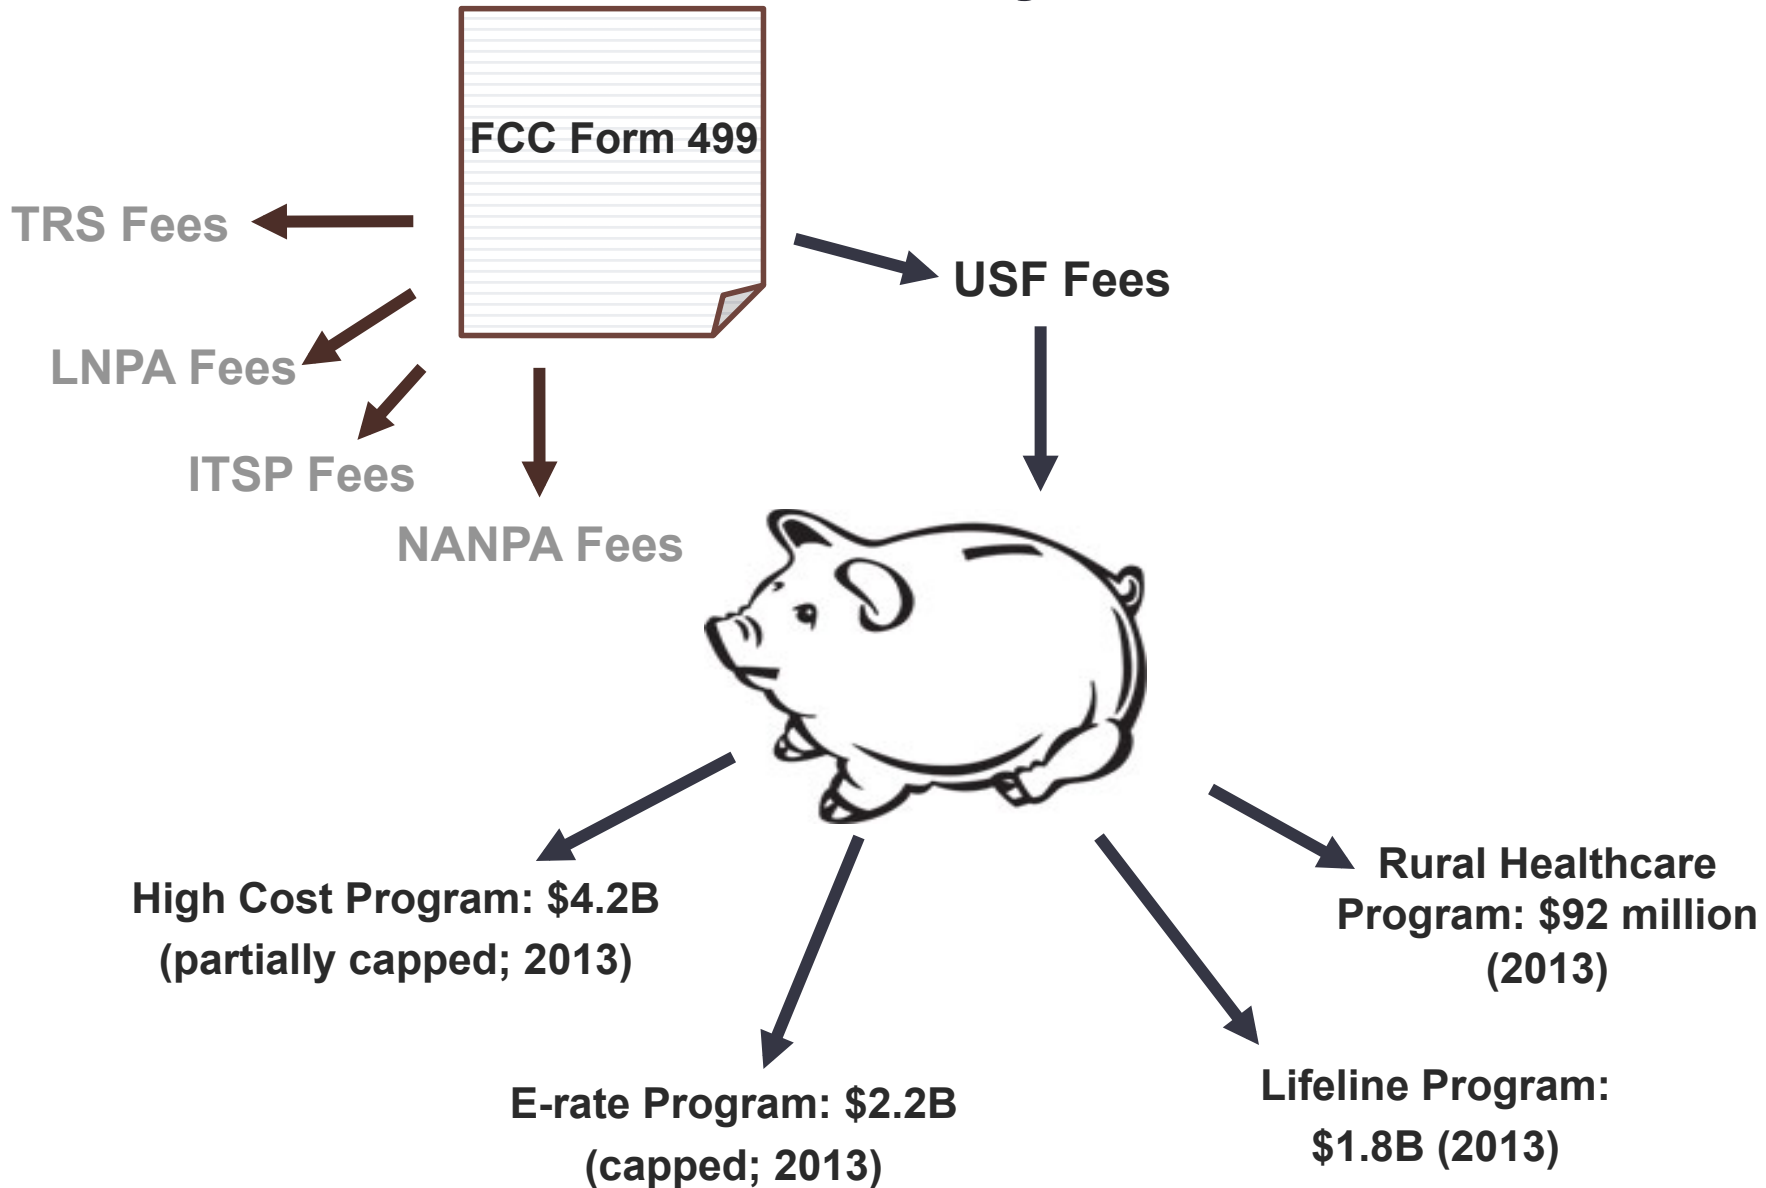 FCC Form 499
TRS Fees
USF Fees
LNPA Fees
ITSP Fees
NANPA Fees
High Cost Program: $4.2B
(partially capped; 2013)
Rural Healthcare
Program: $92 million
(2013)
E-rate Program: $2.2B
(capped; 2013)
Lifeline Program:
$1.8B (2013)